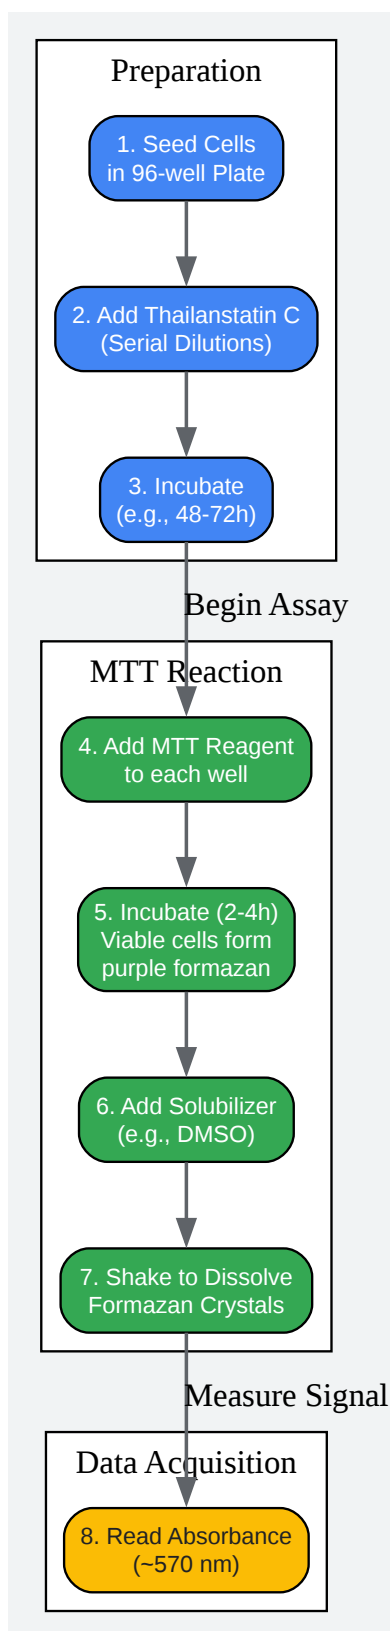 Preparation
1. Seed Cells
in 96-well Plate
2. Add Thailanstatin C
(Serial Dilutions)
3. Incubate
(e.g., 48-72h)
Begin Assay
MTT Reaction
4. Add MTT Reagent
to each well
5. Incubate (2-4h)
Viable cells form
purple formazan
6. Add Solubilizer
(e.g., DMSO)
7. Shake to Dissolve
Formazan Crystals
Measure Signal
Data Acquisition
8. Read Absorbance
(~570 nm)